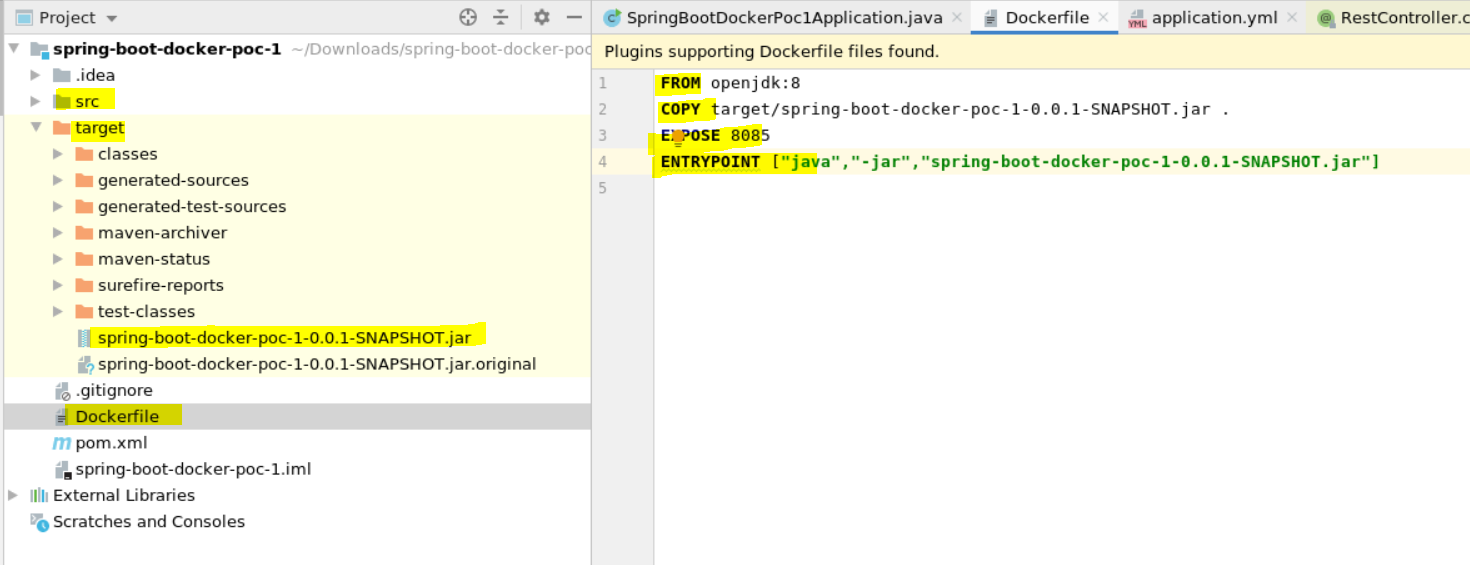 Project
spring-boot-docker-poc-1 ~/Downloads/spring-boot-docker-poc
.idea
src
target
classes
generated-sources
generated-test-sources
maven-archiver
maven-status
surefire-reports
test-classes
spring-boot-docker-poc-1-0.0.1-SNAPSHOT.jar
spring-boot-docker-poc-1-0.0.1-SNAPSHOT.jar.original
.gitignore
Dockerfile
pom.xml
spring-boot-docker-poc-1.iml
External Libraries
Scratches and Consoles
SpringBootDockerPoc1Application.java Dockerfile application.yml RestController.c
Plugins supporting Dockerfile files found.
1 FROM openjdk:8
2 COPY target/spring-boot-docker-poc-1-0.0.1-SNAPSHOT.jar .
3 EXPOSE 8085
4 ENTRYPOINT ["java","-jar","spring-boot-docker-poc-1-0.0.1-SNAPSHOT.jar"]
5